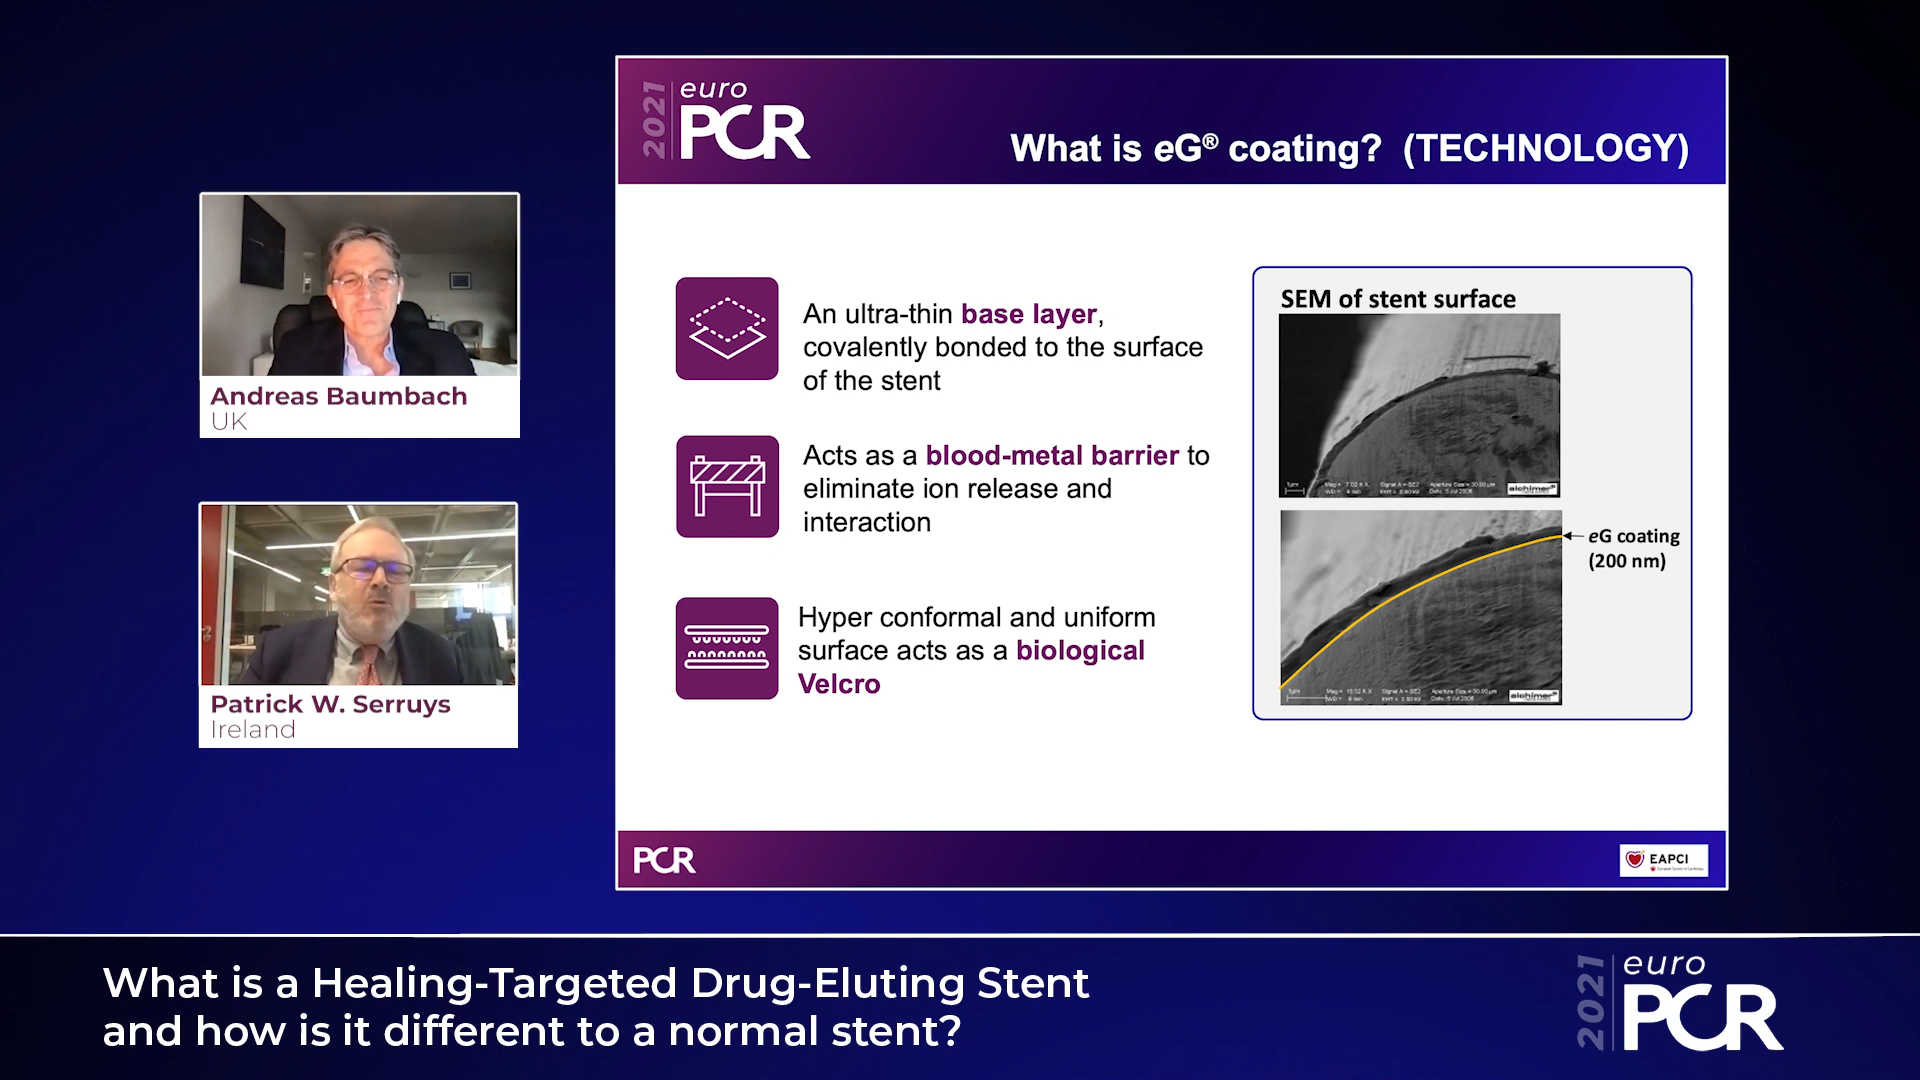 2021
euro
PCR
What is eG® coating? (TECHNOLOGY)
Andreas Baumbach
UK
Patrick W. Serruys
Ireland
An ultra-thin base layer,
covalently bonded to the surface
of the stent
Acts as a blood-metal barrier to
eliminate ion release and
interaction
Hyper conformal and uniform
surface acts as a biological
Velcro
SEM of stent surface
alchimer
eG coating
(200 nm)
alchimer
PCR
EAPCI
What is a Healing-Targeted Drug-Eluting Stent
and how is it different to a normal stent?
2021
euro
PCR